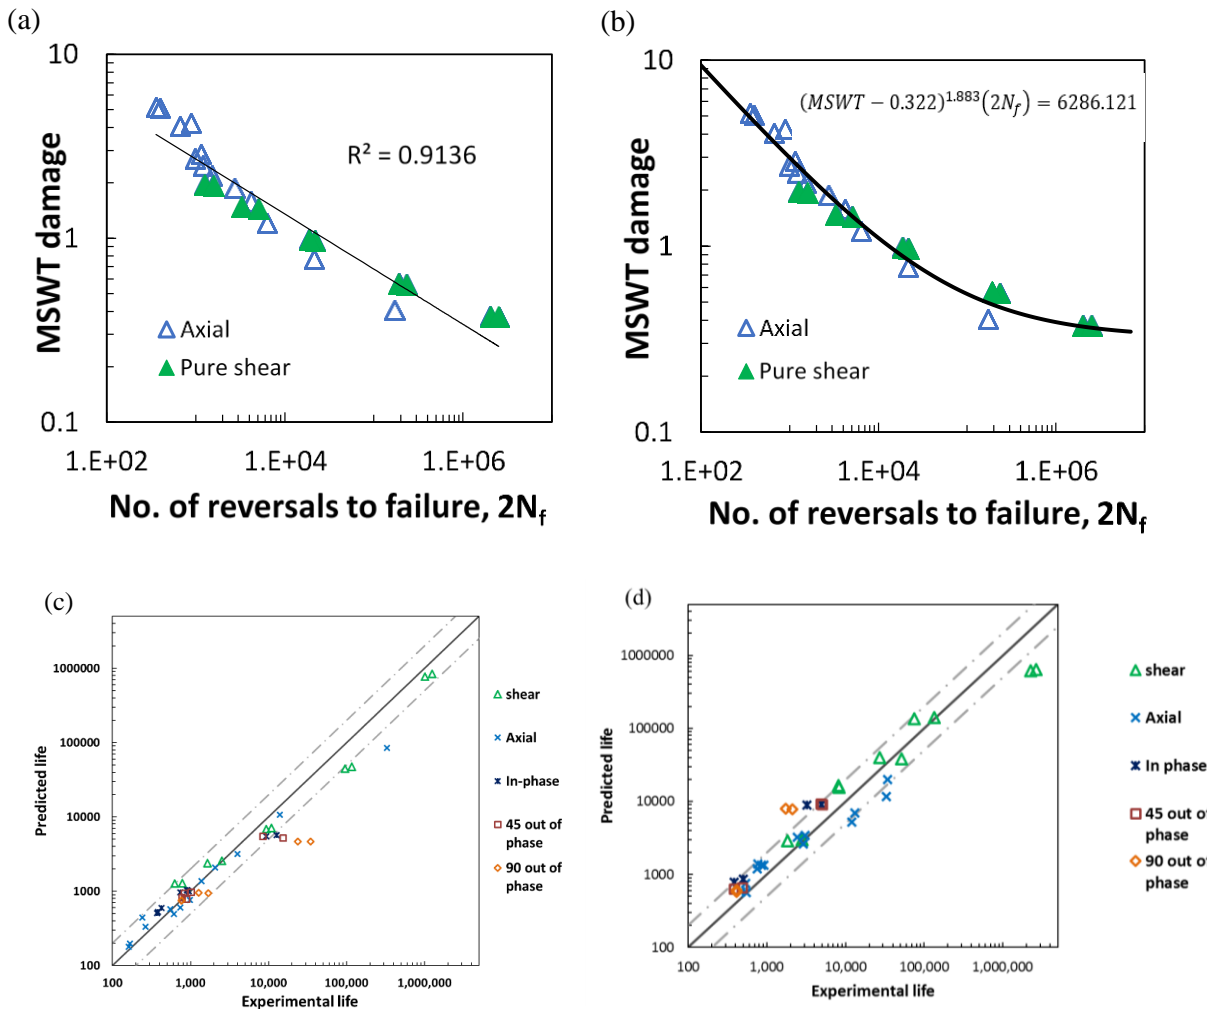 (a)
10
1
0.1
MSWT damage
R² = 0.9136
Axial
Pure shear
1.E+02
1.E+04
1.E+06
No. of reversals to failure, 2Nf
(b)
10
1
0.1
MSWT damage
(MSWT − 0.322)^1.883(2Nf) = 6286.121
Axial
Pure shear
1.E+02
1.E+04
1.E+06
No. of reversals to failure, 2Nf
(c)
1000000
100000
10000
1000
100
Predicted life
100
1,000
10,000
100,000
1,000,000
Experimental life
shear
Axial
In-phase
45 out of
phase
90 out of
phase
(d)
1000000
100000
10000
1000
100
Predicted life
100
1,000
10,000
100,000
1,000,000
Experimental life
shear
Axial
In phase
45 out of
phase
90 out of
phase